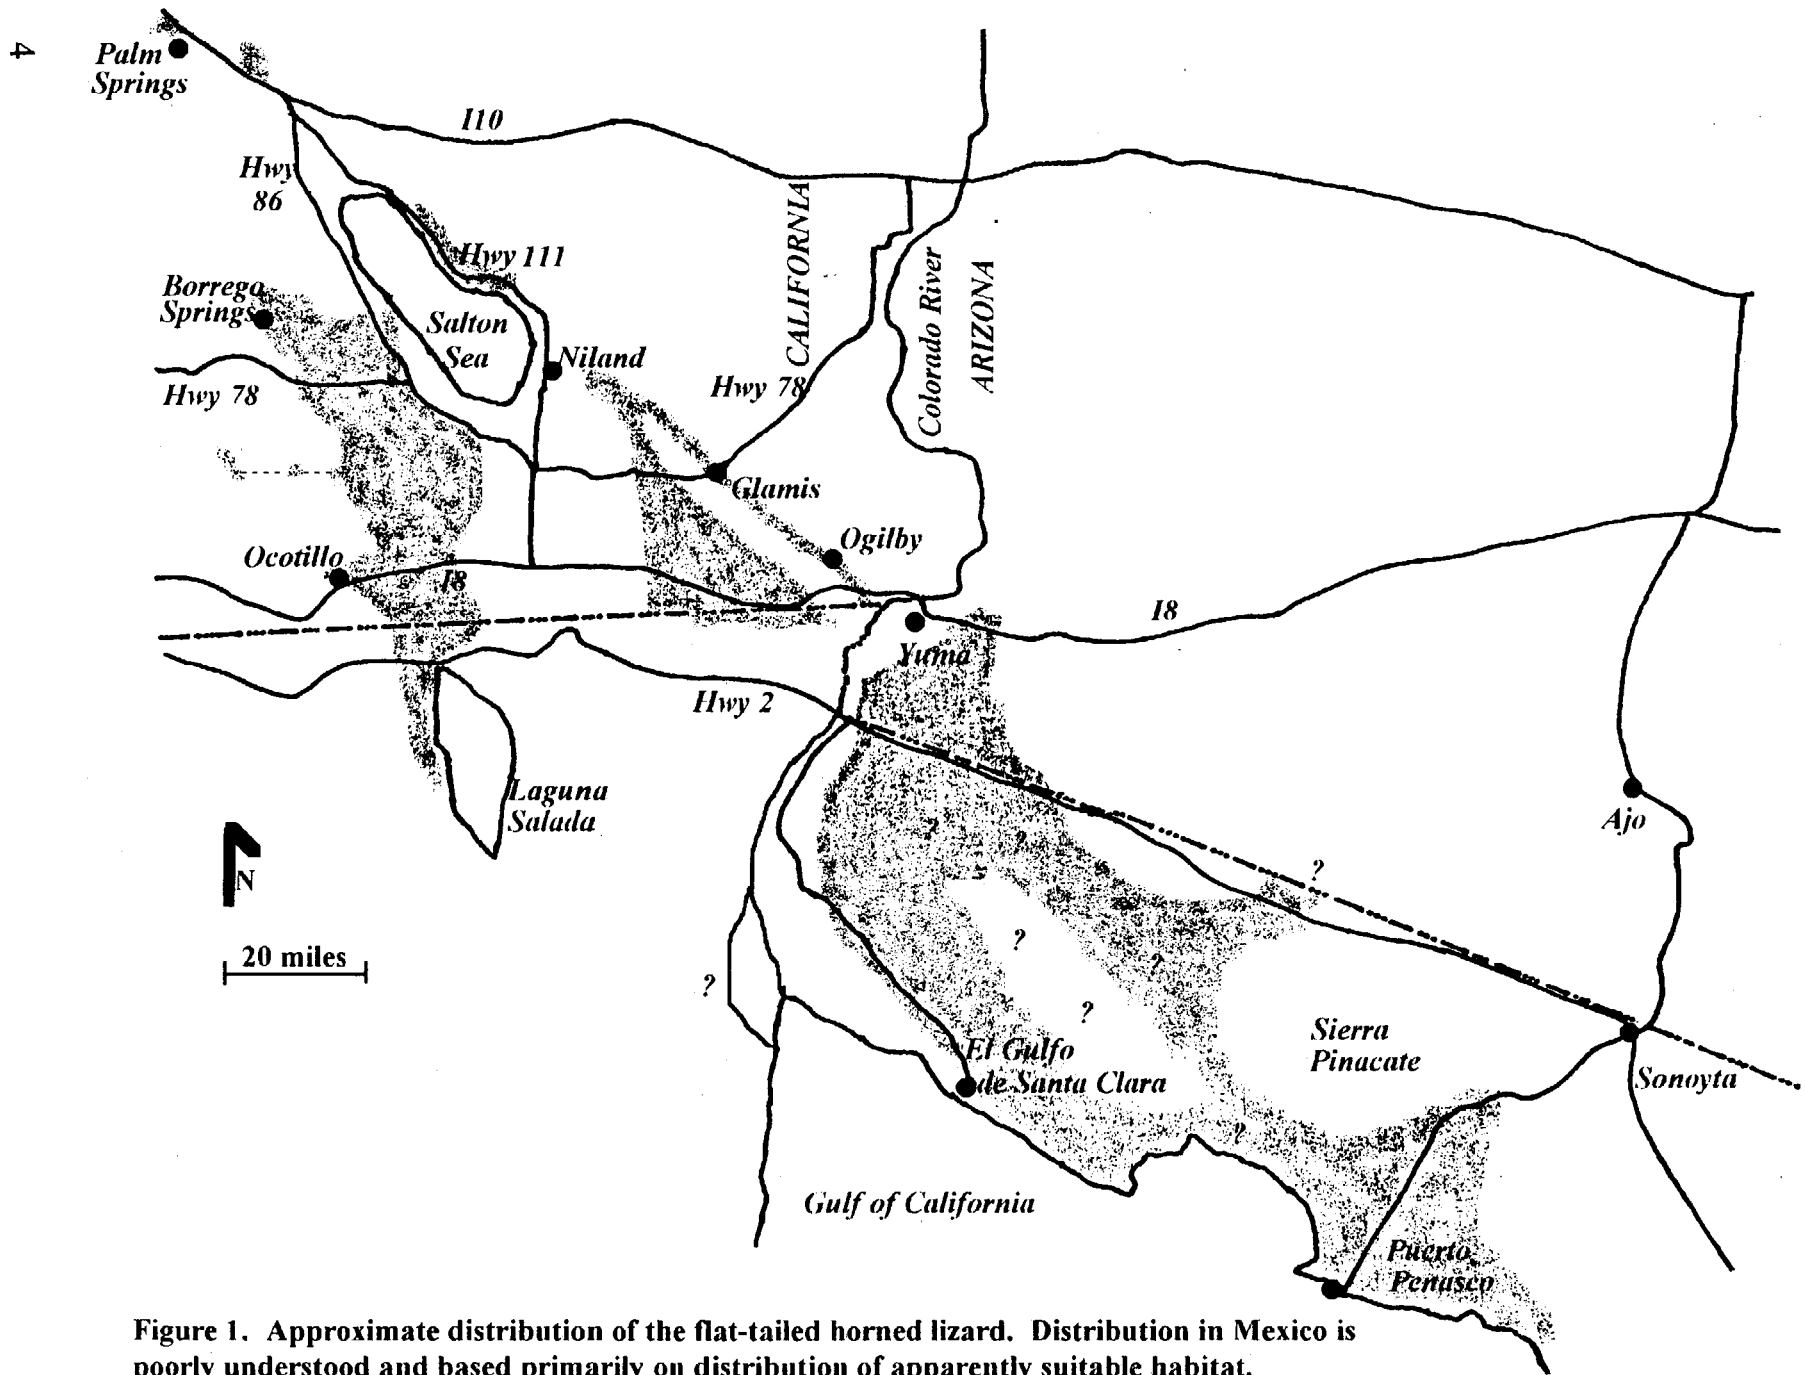 4
Palm
Springs
I10
Hwy
86
Hwy 111
CALIFORNIA
Colorado River
ARIZONA
Borrego
Springs
Salton
Sea
Niland
Hwy 78
Hwy 78
Glamis
Ogilby
Ocotillo
I8
I8
Yuma
Hwy 2
Laguna
Salada
Ajo
?
?
?
N
?
20 miles
?
?
?
Sierra
Pinacate
El Gulfo
de Santa Clara
Sonoyta
?
Gulf of California
Puerto
Penasco
Figure 1. Approximate distribution of the flat-tailed horned lizard. Distribution in Mexico is
poorly understood and based primarily on distribution of apparently suitable habitat.